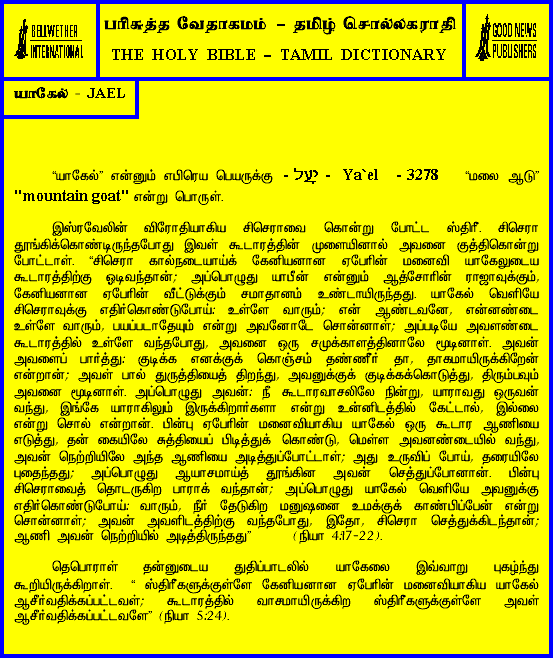 BELLWETHER INTERNATIONAL
பரிசுத்த வேதாகமம் – தமிழ் சொல்லகராதி
THE HOLY BIBLE – TAMIL DICTIONARY
GOOD NEWS PUBLISHERS
யாகேல் - JAEL
“யாகேல்” என்னும் எபிரெய பெயருக்கு - יָעֵל - Ya`el - 3278 “மலை ஆடு”
"mountain goat" என்று பொருள்.
இஸ்ரவேலின் விரோதியாகிய சிசெராவை கொன்று போட்ட ஸ்திரீ. சிசெரா
தூங்கிக்கொண்டிருந்தபோது இவள் கூடாரத்தின் முளையினால் அவனை குத்திகொன்று
போட்டாள். “சிசெரா கால்நடையாய்க் கேனியனான ஏபேரின் மனைவி யாகேலுடைய
கூடாரத்திற்கு ஓடிவந்தான்; அப்பொழுது யாபீன் என்னும் ஆத்சோரின் ராஜாவுக்கும்,
கேனியனான ஏபேரின் வீட்டுக்கும் சமாதானம் உண்டாயிருந்தது. யாகேல் வெளியே
சிசெராவுக்கு எதிர்கொண்டுபோய்: உள்ளே வாரும்; என் ஆண்டவனே, என்னண்டை
உள்ளே வாரும், பயப்படாதேயும் என்று அவனோடே சொன்னாள்; அப்படியே அவளண்டை
கூடாரத்தில் உள்ளே வந்தபோது, அவனை ஒரு சமுக்காளத்தினாலே மூடினாள். அவன்
அவளைப் பார்த்து: குடிக்க எனக்குக் கொஞ்சம் தண்ணீர் தா, தாகமாயிருக்கிறேன்
என்றான்; அவள் பால் துருத்தியைத் திறந்து, அவனுக்குக் குடிக்கக்கொடுத்து, திரும்பவும்
அவனை மூடினாள். அப்பொழுது அவன்: நீ கூடாரவாசலிலே நின்று, யாராவது ஒருவன்
வந்து, இங்கே யாராகிலும் இருக்கிறார்களா என்று உன்னிடத்தில் கேட்டால், இல்லை
என்று சொல் என்றான். பின்பு ஏபேரின் மனைவியாகிய யாகேல் ஒரு கூடார ஆணியை
எடுத்து, தன் கையிலே சுத்தியைப் பிடித்துக் கொண்டு, மெள்ள அவனண்டையில் வந்து,
அவன் நெற்றியிலே அந்த ஆணியை அடித்துப்போட்டாள்; அது உருவிப் போய், தரையிலே
புதைந்தது; அப்பொழுது ஆயாசமாய்த் தூங்கின அவன் செத்துப்போனான். பின்பு
சிசெராவைத் தொடருகிற பாராக் வந்தான்; அப்பொழுது யாகேல் வெளியே அவனுக்கு
எதிர்கொண்டுபோய்: வாரும், நீர் தேடுகிற மனுஷனை உமக்குக் காண்பிப்பேன் என்று
சொன்னாள்; அவன் அவளிடத்திற்கு வந்தபோது, இதோ, சிசெரா செத்துக்கிடந்தான்;
ஆணி அவன் நெற்றியில் அடித்திருந்தது” (நியா 4:17-22).
தெபொராள் தன்னுடைய துதிப்பாடலில் யாகேலை இவ்வாறு புகழ்ந்து
கூறியிருக்கிறாள். “ ஸ்திரீகளுக்குள்ளே கேனியனான ஏபேரின் மனைவியாகிய யாகேல்
ஆசீர்வதிக்கப்பட்டவள்; கூடாரத்தில் வாசமாயிருக்கிற ஸ்திரீகளுக்குள்ளே அவள்
ஆசீர்வதிக்கப்பட்டவளே” (நியா 5:24).